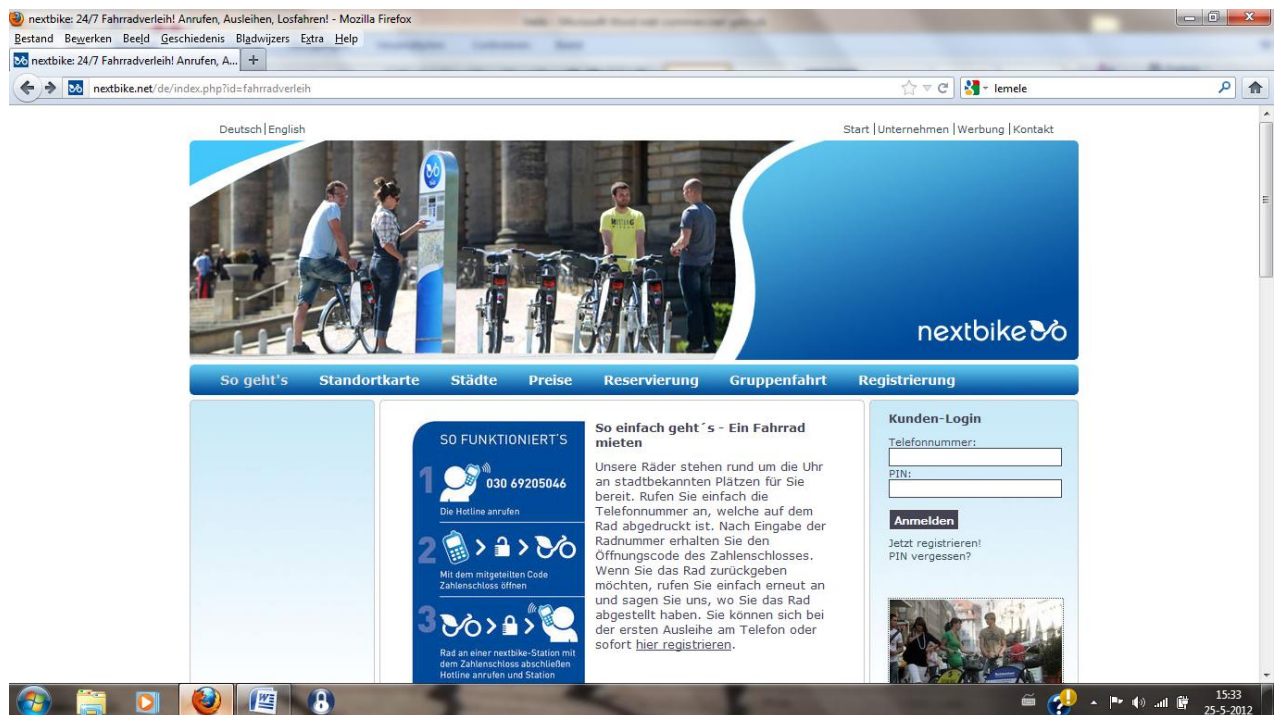 nextbike: 24/7 Fahrradverleih! Anrufen, Ausleihen, Losfahren! - Mozilla Firefox
Bestand Bewerken Beeld Geschiedenis Bladwijzers Extra Help
nextbike: 24/7 Fahrradverleih! Anrufen, A... +
nextbike.net/de/index.php?id=fahrradverleih
lemele
Deutsch | English
Start | Unternehmen | Werbung | Kontakt
nextbike
So geht's Standortkarte Städte Preise Reservierung Gruppenfahrt Registrierung
SO FUNKTIONIERT'S
1 030 69205046
Die Hotline anrufen
2
Mit dem mitgeteilten Code
Zahlenschloss öffnen
3
Rad an einer nextbike-Station mit
dem Zahlenschloss abschließen
Hotline anrufen und Station
So einfach geht´s - Ein Fahrrad
mieten
Unsere Räder stehen rund um die Uhr
an stadtbekannten Plätzen für Sie
bereit. Rufen Sie einfach die
Telefonnummer an, welche auf dem
Rad abgedruckt ist. Nach Eingabe der
Radnummer erhalten Sie den
Öffnungscode des Zahlenschlosses.
Wenn Sie das Rad zurückgeben
möchten, rufen Sie einfach erneut an
und sagen Sie uns, wo Sie das Rad
abgestellt haben. Sie können sich bei
der ersten Ausleihe am Telefon oder
sofort hier registrieren.
Kunden-Login
Telefonnummer:
PIN:
Anmelden
Jetzt registrieren!
PIN vergessen?
15:33
25-5-2012